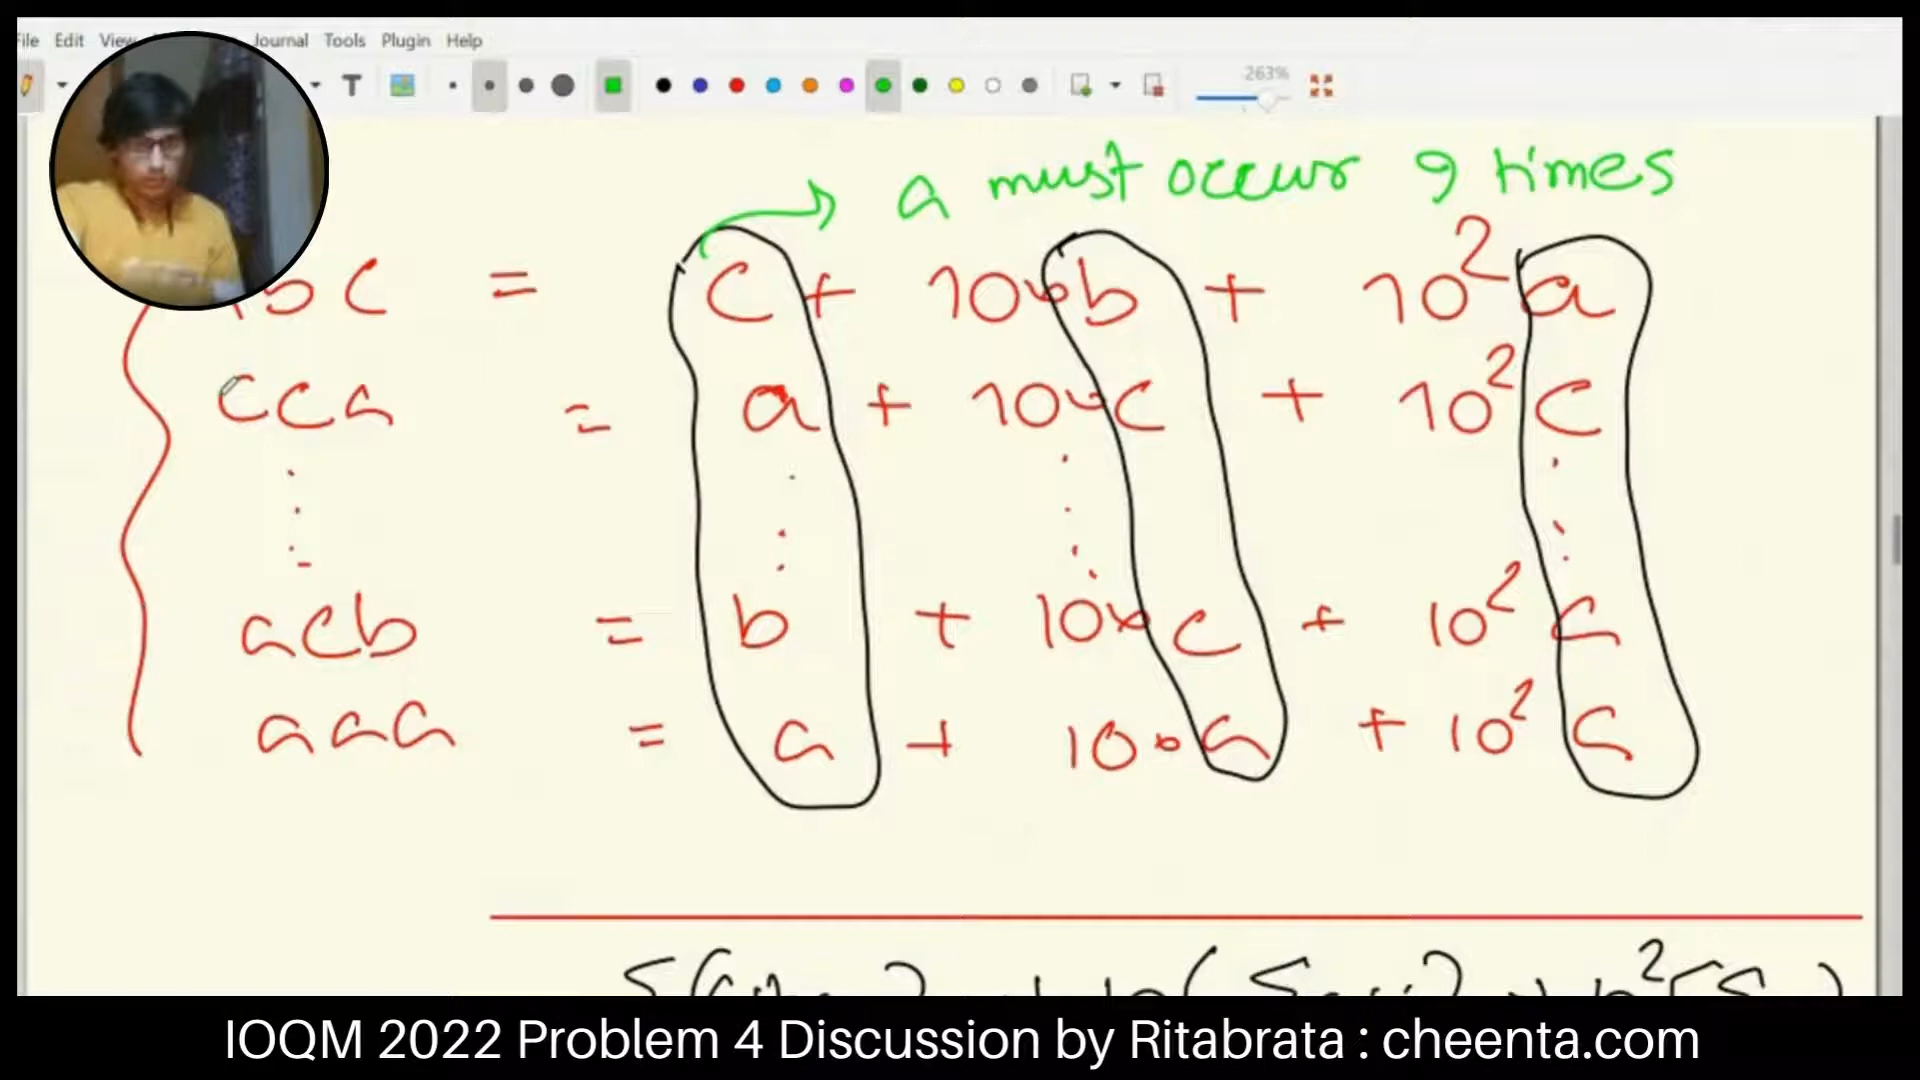 File Edit View Journal Tools Plugin Help
T
263%
a must occur 9 times
bc = c + 10×b + 10²a
cca = a + 10×c + 10²c
acb = b + 10×c + 10²a
aaa = a + 10×a + 10²a
IOQM 2022 Problem 4 Discussion by Ritabrata : cheenta.com